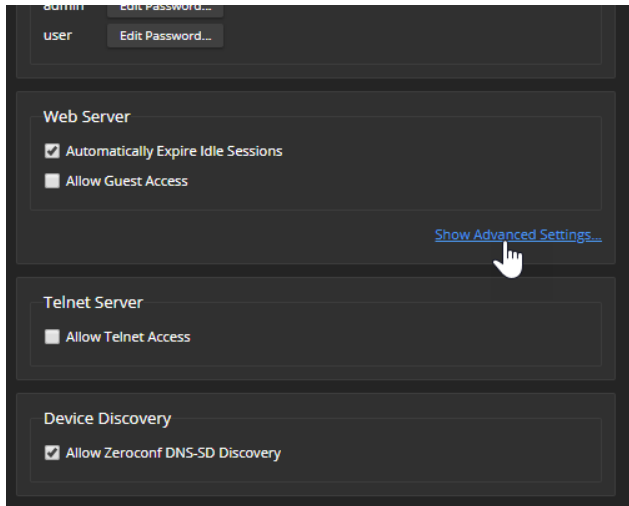 admin Edit Password...
user Edit Password...
Web Server
Automatically Expire Idle Sessions
Allow Guest Access
Show Advanced Settings...
Telnet Server
Allow Telnet Access
Device Discovery
Allow Zeroconf DNS-SD Discovery